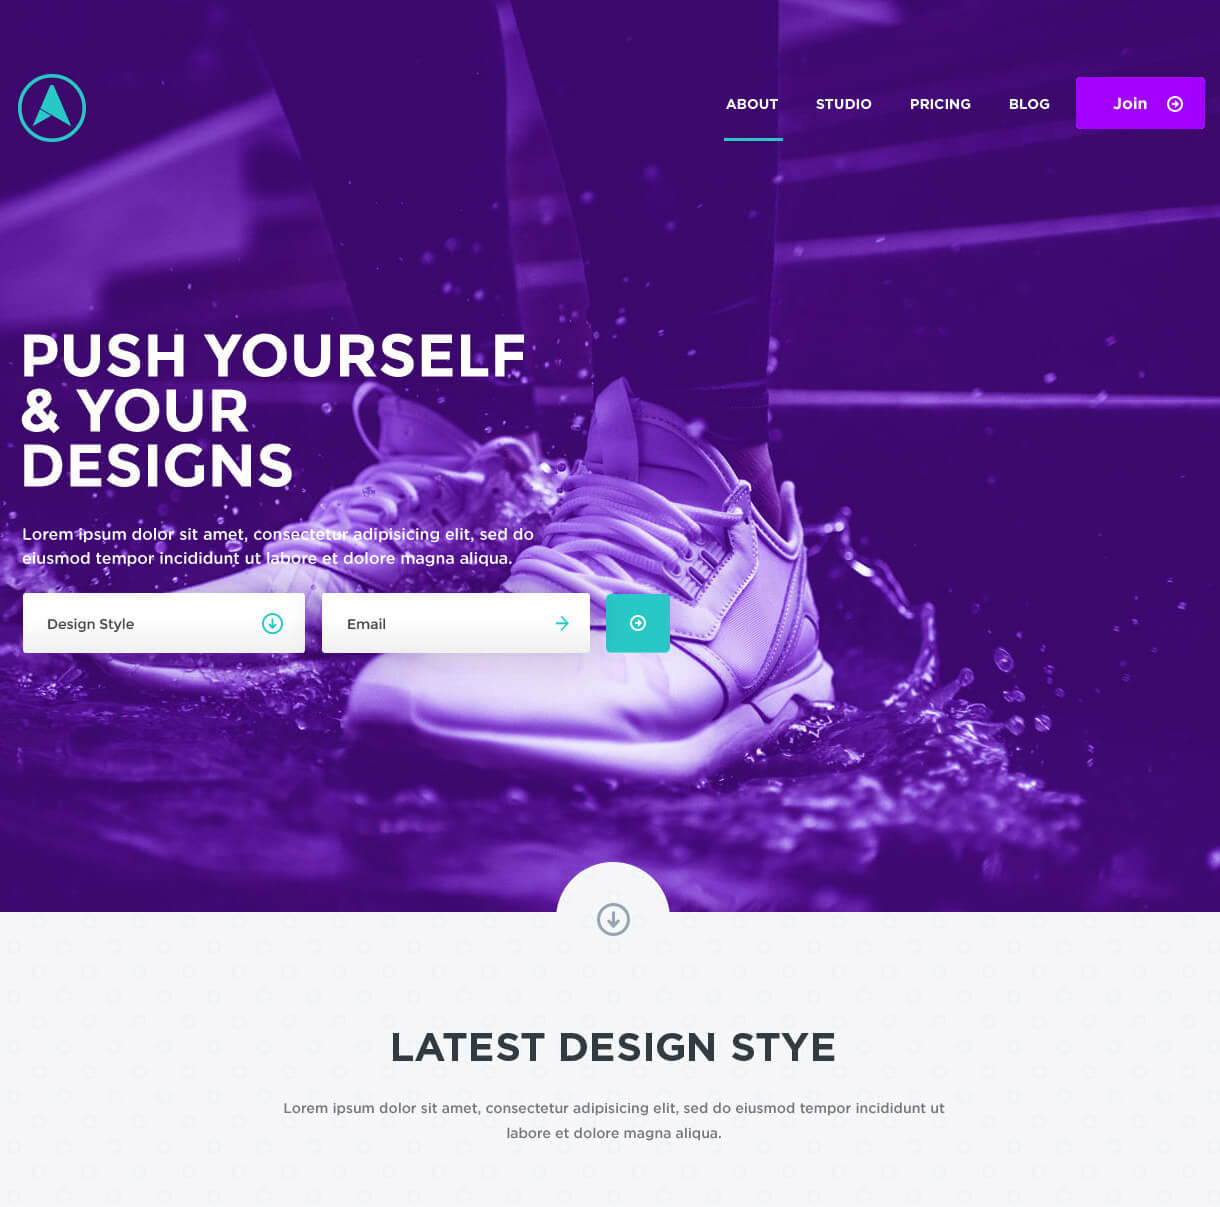 ABOUT
STUDIO
PRICING
BLOG
Join
PUSH YOURSELF
& YOUR
DESIGNS
Lorem ipsum dolor sit amet, consectetur adipisicing elit, sed do
eiusmod tempor incididunt ut labore et dolore magna aliqua.
Design Style
Email
LATEST DESIGN STYE
Lorem ipsum dolor sit amet, consectetur adipisicing elit, sed do eiusmod tempor incididunt ut
labore et dolore magna aliqua.